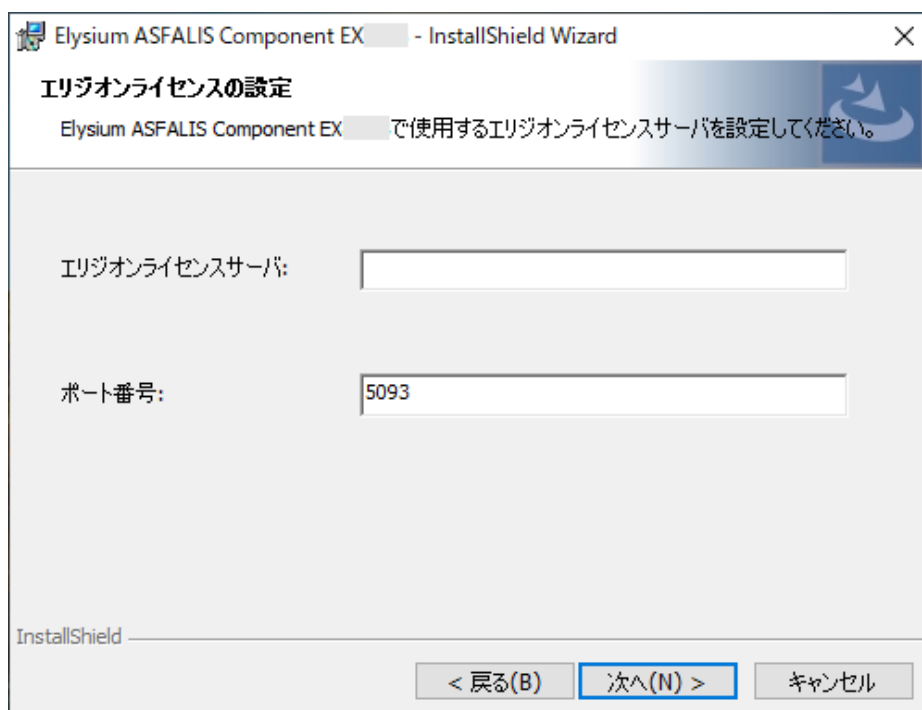 Elysium ASFALIS Component EX - InstallShield Wizard
エリジオンライセンスの設定
Elysium ASFALIS Component EX で使用するエリジオンライセンスサーバを設定してください。
エリジオンライセンスサーバ:
ポート番号:
5093
InstallShield
< 戻る(B)
次へ(N) >
キャンセル